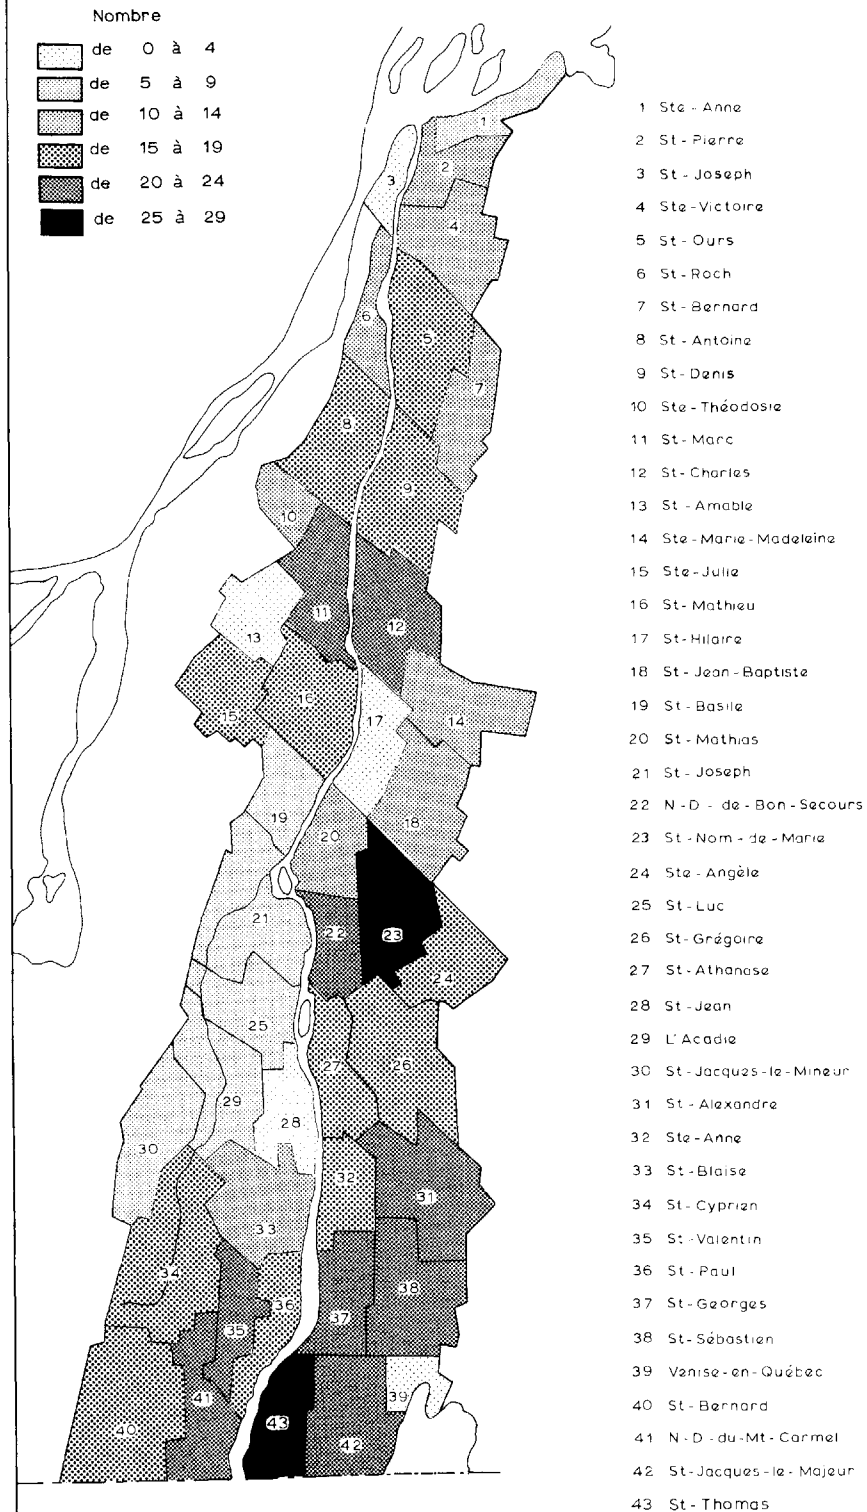 Nombre
de 0 à 4
de 5 à 9
de 10 à 14
de 15 à 19
de 20 à 24
de 25 à 29
1 Ste-Anne
2 St-Pierre
3 St-Joseph
4 Ste-Victoire
5 St-Ours
6 St-Roch
7 St-Bernard
8 St-Antoine
9 St-Denis
10 Ste-Théodosie
11 St-Marc
12 St-Charles
13 St-Amable
14 Ste-Marie-Madeleine
15 Ste-Julie
16 St-Mathieu
17 St-Hilaire
18 St-Jean-Baptiste
19 St-Basile
20 St-Mathias
21 St-Joseph
22 N-D-de-Bon-Secours
23 St-Nom-de-Marie
24 Ste-Angèle
25 St-Luc
26 St-Grégoire
27 St-Athanase
28 St-Jean
29 L'Acadie
30 St-Jacques-le-Mineur
31 St-Alexandre
32 Ste-Anne
33 St-Blaise
34 St-Cyprien
35 St-Valentin
36 St-Paul
37 St-Georges
38 St-Sébastien
39 Venise-en-Québec
40 St-Bernard
41 N-D-du-Mt-Carmel
42 St-Jacques-le-Majeur
43 St-Thomas
1
2
3
4
5
6
7
8
9
10
11
12
13
14
15
16
17
18
19
20
21
22
23
24
25
26
27
28
29
30
31
32
33
34
35
36
37
38
39
40
41
42
43